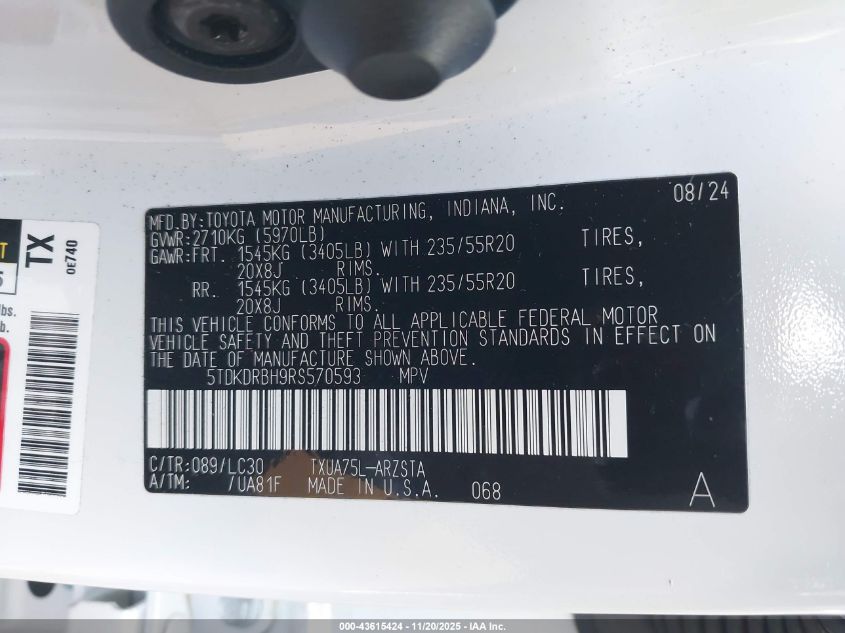 08/24
MFD.BY:TOYOTA MOTOR MANUFACTURING, INDIANA, INC.
GVWR:2710KG (5970LB)
GAWR:FRT. 1545KG (3405LB) WITH 235/55R20 TIRES,
20X8J RIMS.
RR. 1545KG (3405LB) WITH 235/55R20 TIRES,
20X8J RIMS.
THIS VEHICLE CONFORMS TO ALL APPLICABLE FEDERAL MOTOR
VEHICLE SAFETY AND THEFT PREVENTION STANDARDS IN EFFECT ON
THE DATE OF MANUFACTURE SHOWN ABOVE.
5TDKDRBH9RS570593 MPV
C/TR:089/LC30 TXUA75L-ARZSTA
A/TM: /UA81F MADE IN U.S.A. 068
A
TX
OE740
lbs.
lb.
000-43615424 - 11/20/2025 - IAA Inc.